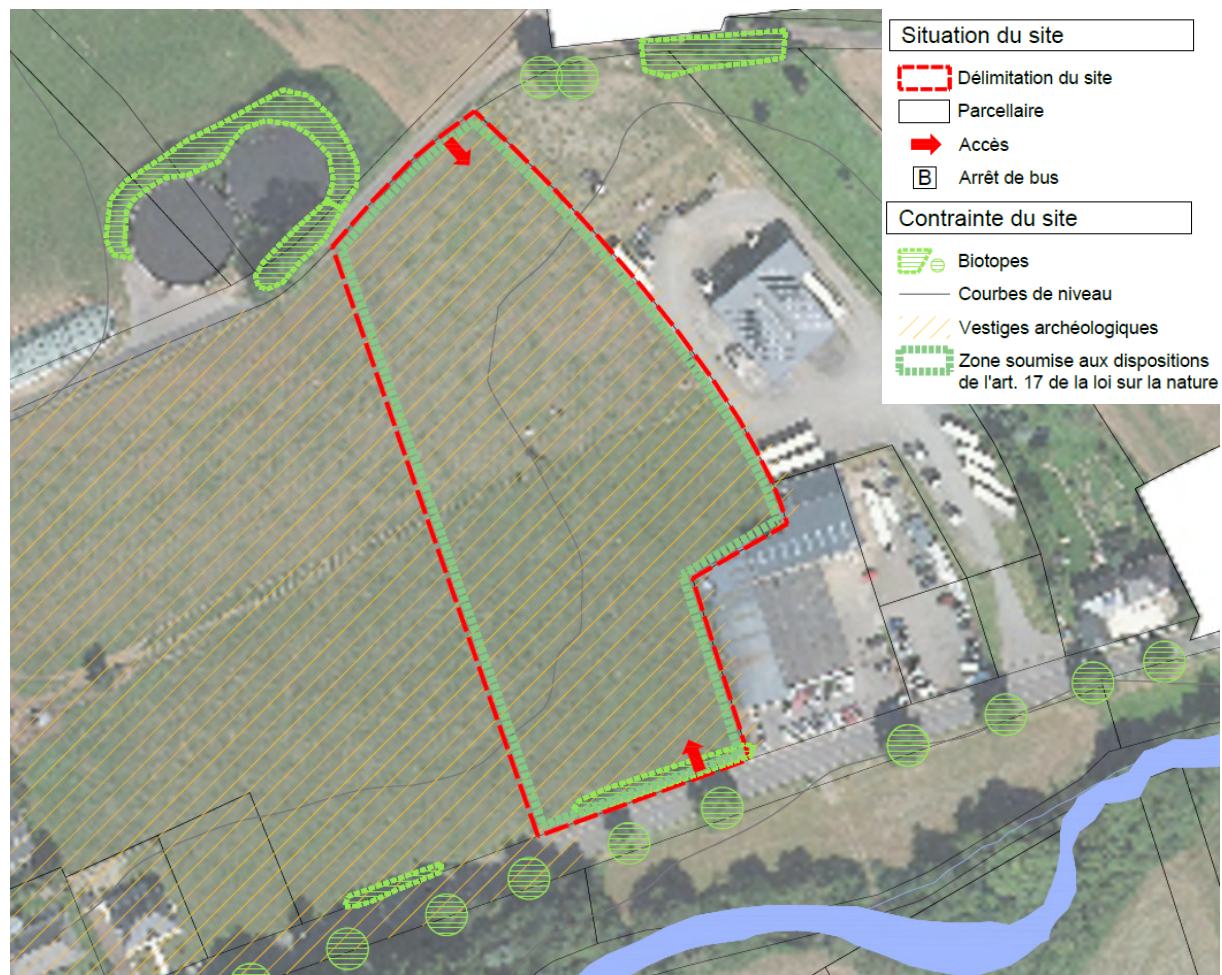 Situation du site
Délimitation du site
Parcellaire
Accès
B Arrêt de bus
Contrainte du site
Biotopes
Courbes de niveau
Vestiges archéologiques
Zone soumise aux dispositions
de l'art. 17 de la loi sur la nature